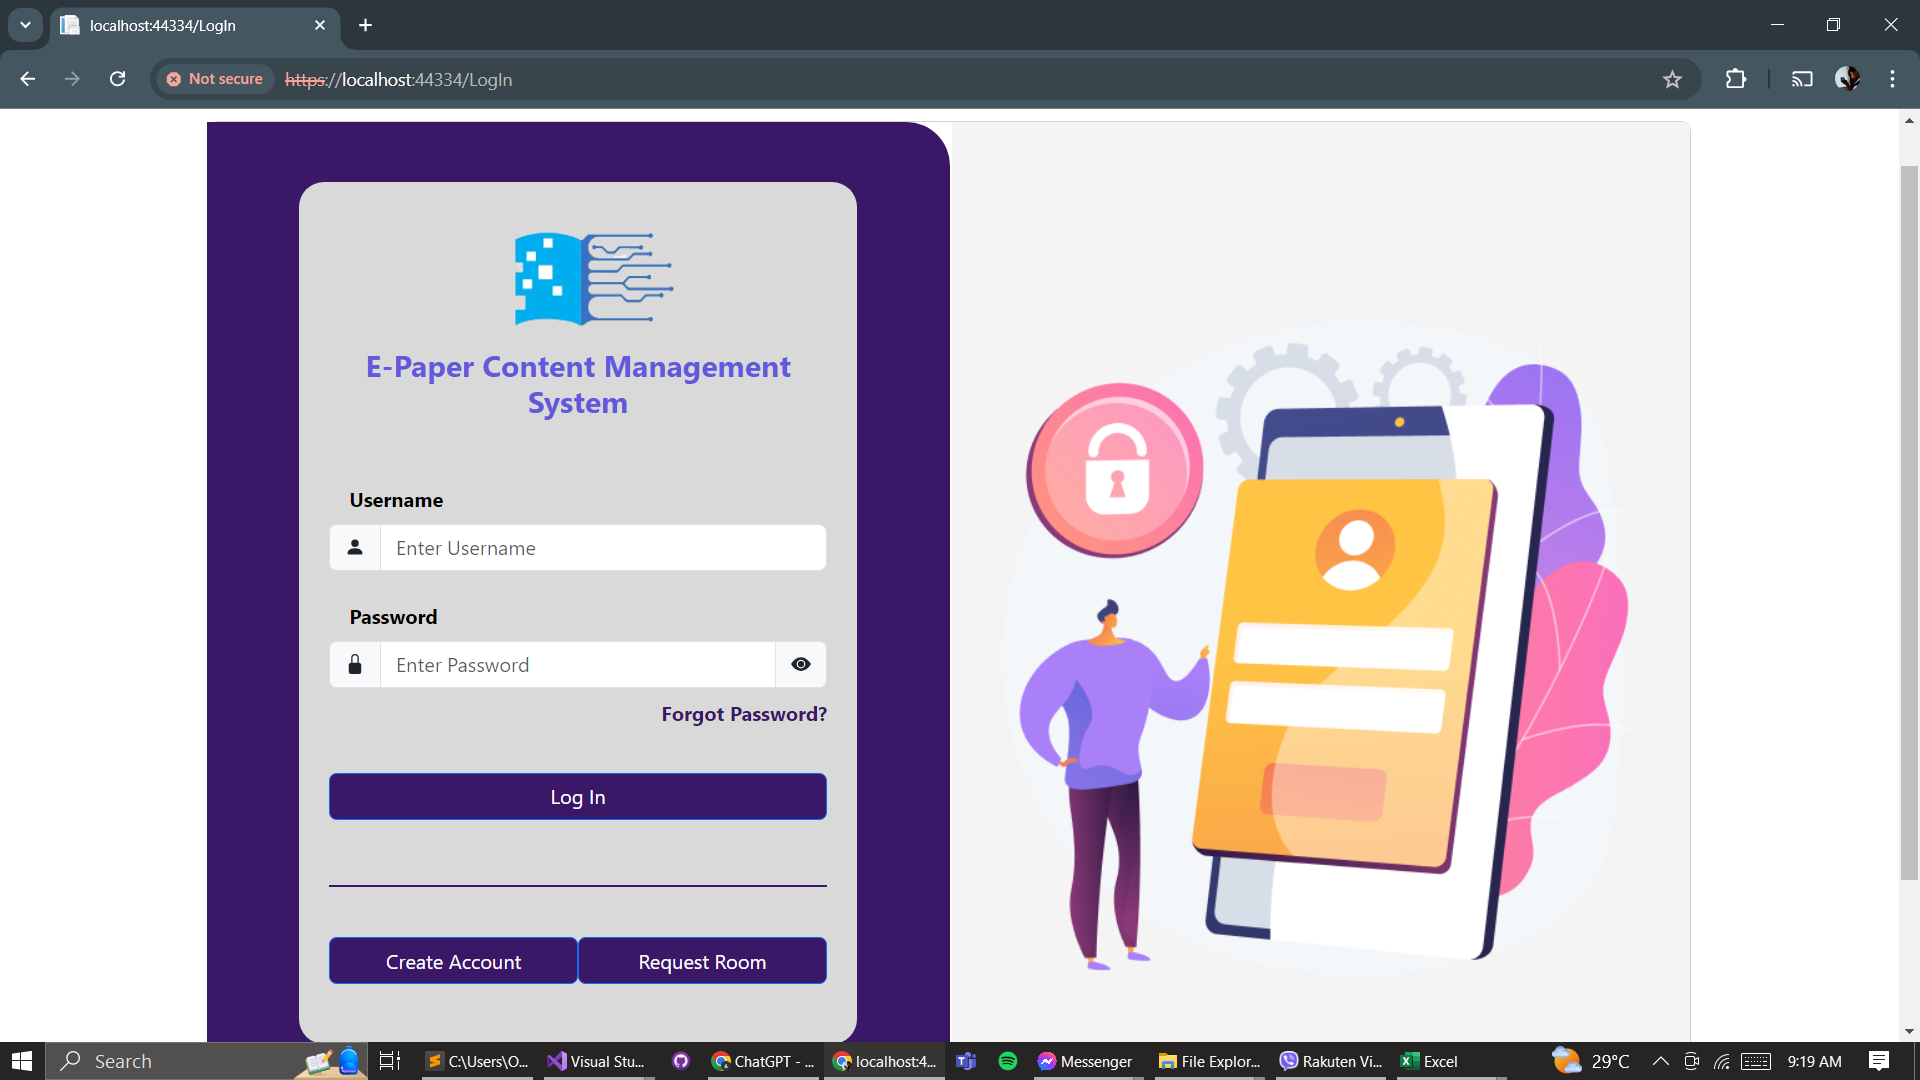 localhost:44334/LogIn
Not secure
https://localhost:44334/LogIn
E-Paper Content Management
System
Username
Enter Username
Password
Enter Password
Forgot Password?
Log In
Create Account
Request Room
Search
C:\Users\O...
Visual Stu...
ChatGPT - ...
localhost:4...
Messenger
File Explor...
Rakuten Vi...
Excel
29°C
9:19 AM